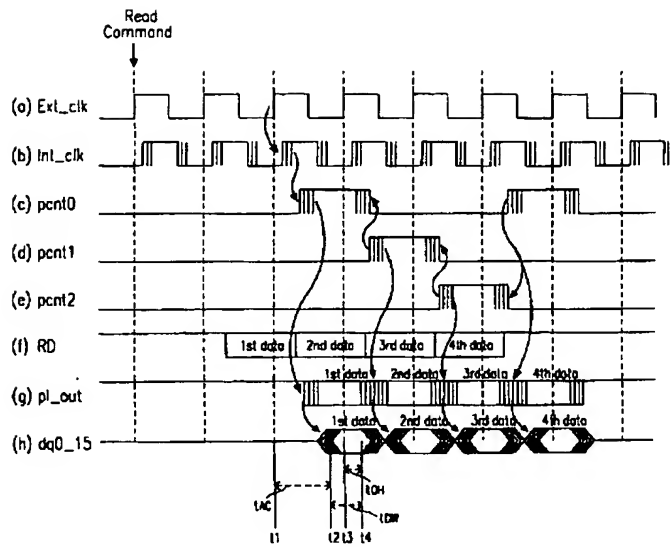 Read
Command
(a) Ext_clk
(b) Int_clk
(c) pcnt0
(d) pcnt1
(e) pcnt2
(f) RD
1st data 2nd data 3rd data 4th data
1st data 2nd data 3rd data 4th data
(g) pl_out
1st data 2nd data 3rd data 4th data
(h) dq0_15
tOH
tAC
tDW
t1 t2 t3 t4